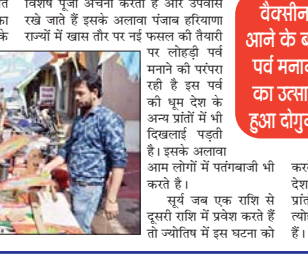 विशेष पूजा अर्चना करते हैं और उपवास
रखे जाते हैं इसके अलावा पंजाब हरियाणा
राज्यों में खास तौर पर नई फसल की तैयारी
पर लोहड़ी पर्व
मनाने की परंपरा
रही है इस पर्व
की धूम देश के
अन्य प्रांतों में भी
दिखलाई पड़ती
है। इसके अलावा
आम लोगों में पतंगबाजी भी
करते है।
सूर्य जब एक राशि से
दूसरी राशि में प्रवेश करते हैं
तो ज्योतिष में इस घटना को
वैक्सीन
आने के ब
पर्व मना
का उत्सा
हुआ दोगु
कर
देश
प्रांत
त्यो
हैं।